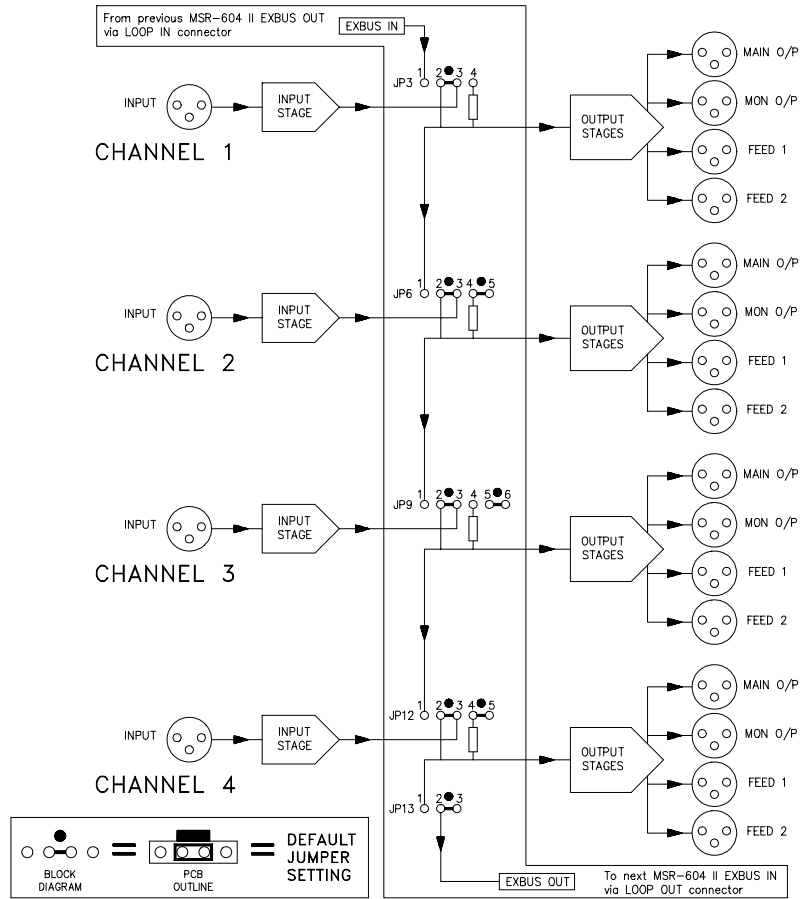 From previous MSR-604 II EXBUS OUT
via LOOP IN connector
EXBUS IN
JP3
1 2 3 4
INPUT
INPUT
STAGE
CHANNEL 1
OUTPUT
STAGES
MAIN O/P
MON O/P
FEED 1
FEED 2
JP6
1 2 3 4 5
INPUT
INPUT
STAGE
CHANNEL 2
OUTPUT
STAGES
MAIN O/P
MON O/P
FEED 1
FEED 2
JP9
1 2 3 4 5 6
INPUT
INPUT
STAGE
CHANNEL 3
OUTPUT
STAGES
MAIN O/P
MON O/P
FEED 1
FEED 2
JP12
1 2 3 4 5
INPUT
INPUT
STAGE
CHANNEL 4
OUTPUT
STAGES
MAIN O/P
MON O/P
FEED 1
FEED 2
JP13
1 2 3
EXBUS OUT
To next MSR-604 II EXBUS IN
via LOOP OUT connector
BLOCK
DIAGRAM
=
PCB
OUTLINE
=
DEFAULT
JUMPER
SETTING